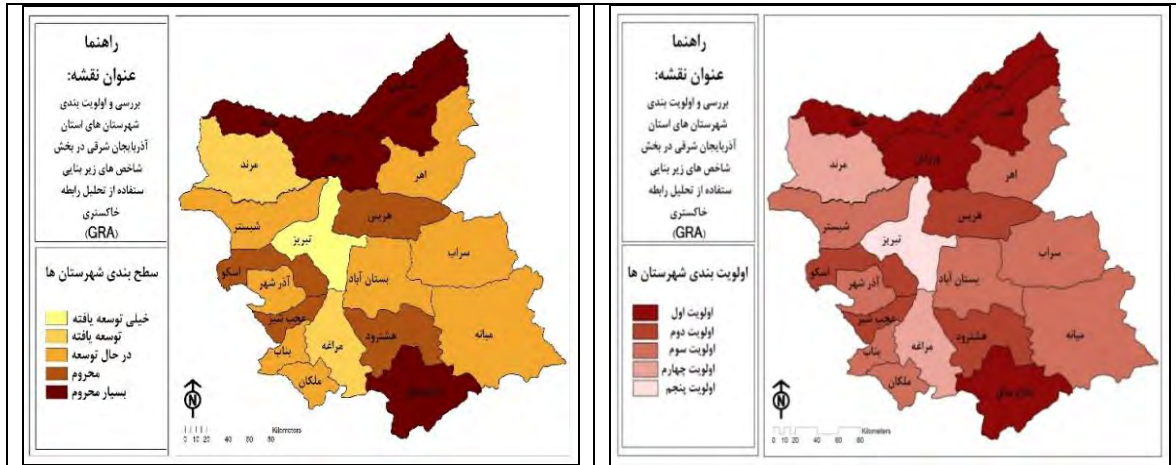 راهنما
عنوان نقشه:
بررسی و اولویت بندی
شهرستان های استان
آذربایجان شرقی در بخش
شاخص های زیر بنایی
ستفاده از تحلیل رابطه
خاکستری
(GRA)
سطح بندی شهرستان ها
خیلی توسعه یافته
توسعه یافته
در حال توسعه
محروم
بسیار محروم
مرند
اهر
هریس
شبستر
تبریز
سراب
اسکو
آذر شهر
بستان آباد
عجب شیر
مراغه
هشترود
میانه
بناب
ملکان
N
Kilometers
0 10 20 40 60 80
راهنما
عنوان نقشه:
بررسی و اولویت بندی
شهرستان های استان
آذربایجان شرقی در بخش
شاخص های زیر بنایی
ستفاده از تحلیل رابطه
خاکستری
(GRA)
اولویت بندی شهرستان ها
اولویت اول
اولویت دوم
اولویت سوم
اولویت چهارم
اولویت پنجم
ورزقان
مرند
اهر
هریس
شبستر
تبریز
سراب
اسکو
آذر شهر
بستان آباد
عجب شیر
مراغه
هشترود
میانه
بناب
ملکان
N
Kilometers
0 10 20 40 60 80